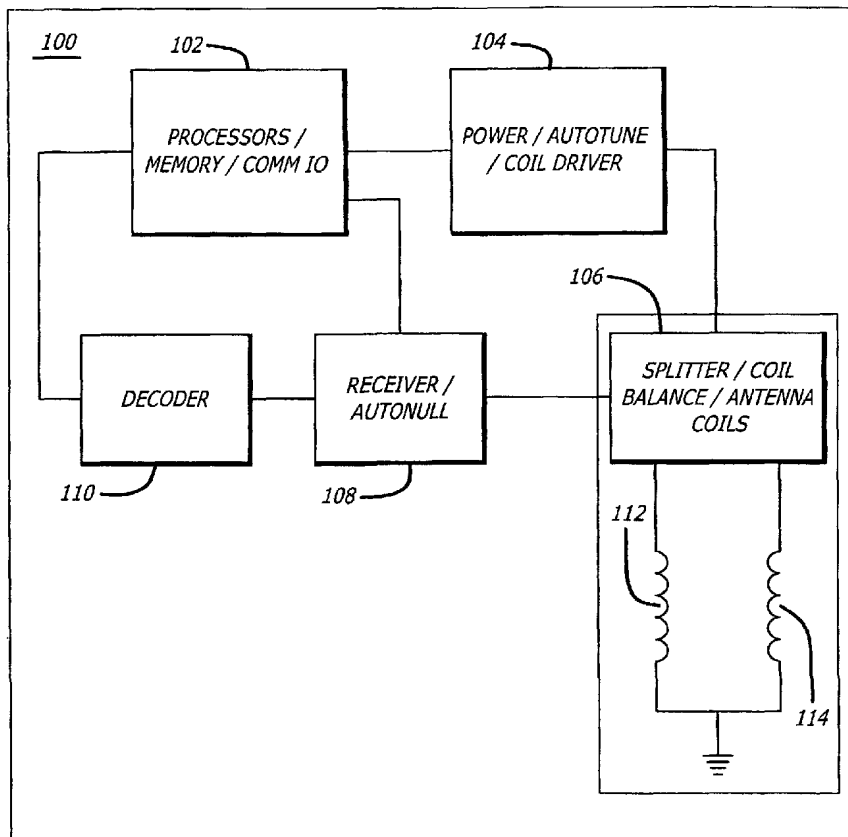 100
102
104
PROCESSORS /
MEMORY / COMM IO
POWER / AUTOTUNE
/ COIL DRIVER
106
DECODER
RECEIVER /
AUTONULL
SPLITTER / COIL
BALANCE / ANTENNA
COILS
110
108
112
114